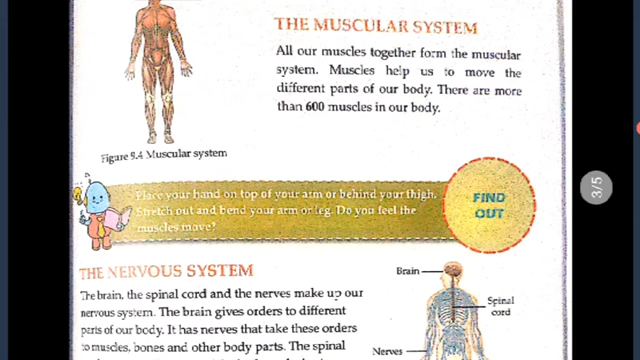 THE MUSCULAR SYSTEM
All our muscles together form the muscular
system. Muscles help us to move the
different parts of our body. There are more
than 600 muscles in our body.
Figure 9.4 Muscular system
Place your hand on top of your arm or behind your thigh.
Stretch out and bend your arm or leg. Do you feel the
muscles move?
FIND
OUT
3/5
THE NERVOUS SYSTEM
The brain, the spinal cord and the nerves make up our
nervous system. The brain gives orders to different
parts of our body. It has nerves that take these orders
to muscles, bones and other body parts. The spinal
Brain
Spinal
cord
Nerves